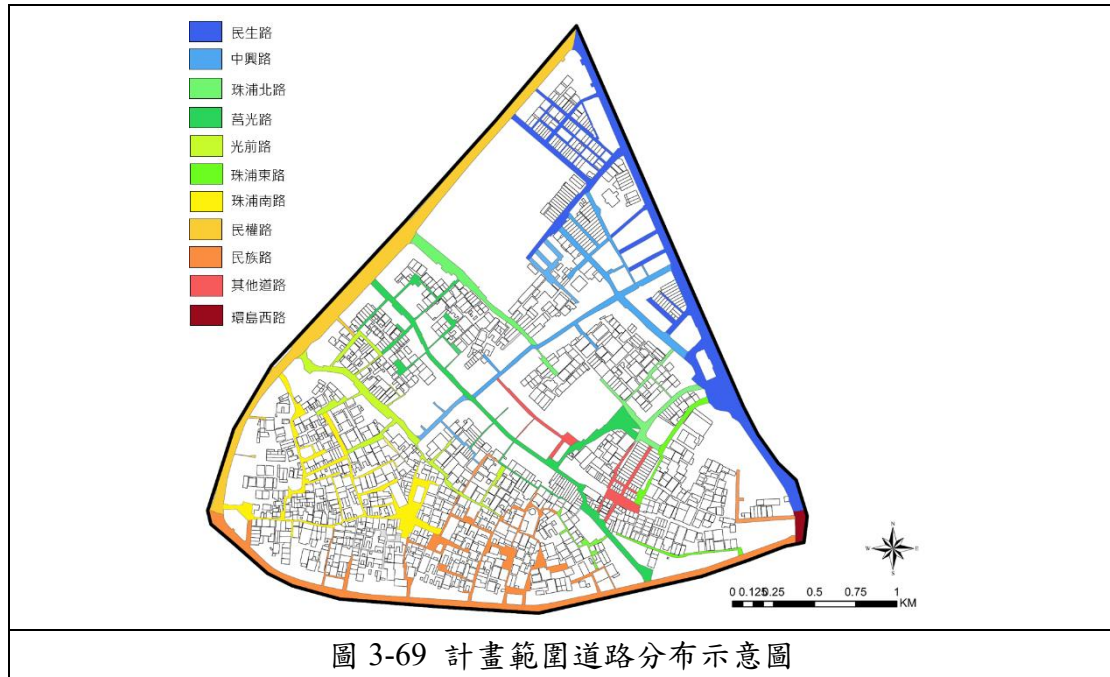 民生路
中興路
珠浦北路
莒光路
光前路
珠浦東路
珠浦南路
民權路
民族路
其他道路
環島西路
N
W
E
S
0 0.125 0.25 0.5 0.75 1
KM
圖 3-69 計畫範圍道路分布示意圖